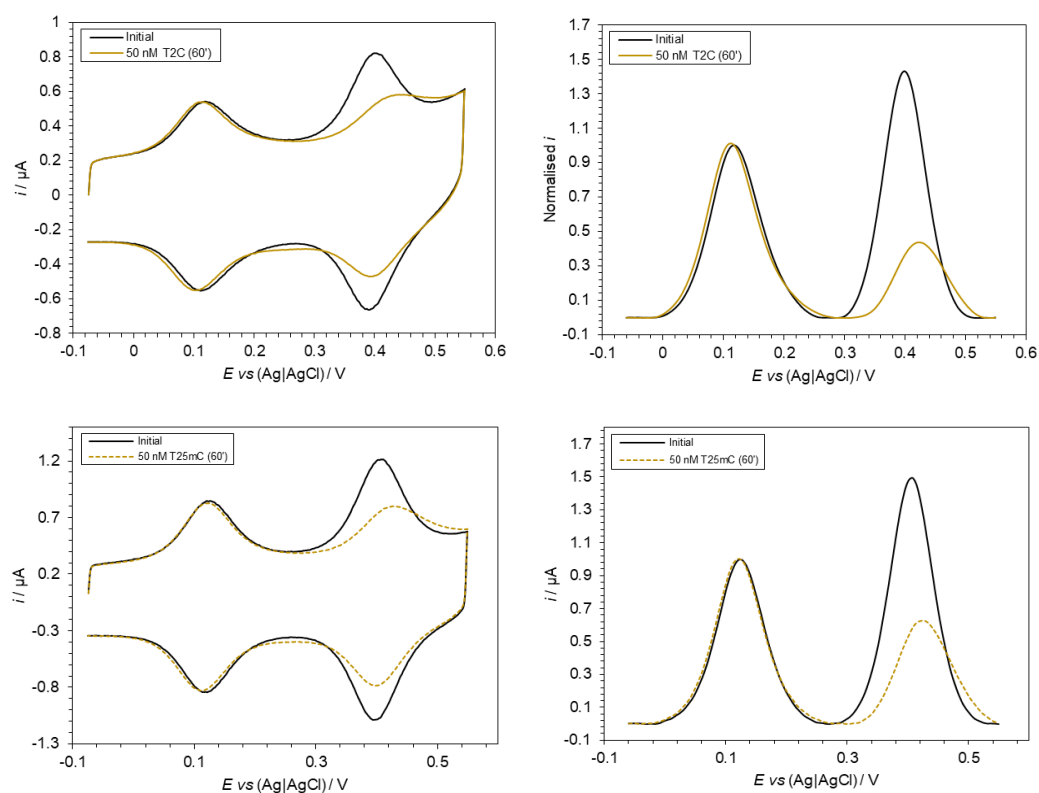 1
0.8
0.6
0.4
0.2
0
-0.2
-0.4
-0.6
-0.8
i / µA
Initial
50 nM T2C (60')
-0.1 0 0.1 0.2 0.3 0.4 0.5 0.6
E vs (Ag|AgCl) / V
1.7
1.5
1.3
1.1
0.9
0.7
0.5
0.3
0.1
-0.1
Normalised i
Initial
50 nM T2C (60')
-0.1 0 0.1 0.2 0.3 0.4 0.5 0.6
E vs (Ag|AgCl) / V
1.2
0.7
0.2
-0.3
-0.8
-1.3
i / µA
Initial
50 nM T25mC (60')
-0.1 0.1 0.3 0.5
E vs (Ag|AgCl) / V
1.7
1.5
1.3
1.1
0.9
0.7
0.5
0.3
0.1
-0.1
i / µA
Initial
50 nM T25mC (60')
-0.1 0.1 0.3 0.5
E vs (Ag|AgCl) / V